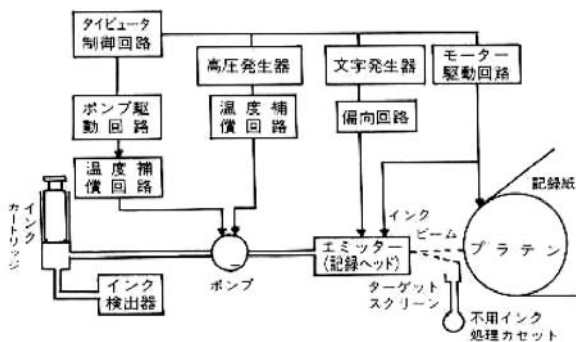 タイピュータ
制御回路
高圧発生器
文字発生器
モーター
駆動回路
ポンプ駆
動回路
温度補
償回路
偏向回路
温度補
償回路
記録紙
インク
カートリッジ
インク
ビーム
エミッター
(記録ヘッド)
プラテン
ポンプ
ターゲット
スクリーン
インク
検出器
不用インク
処理カセット